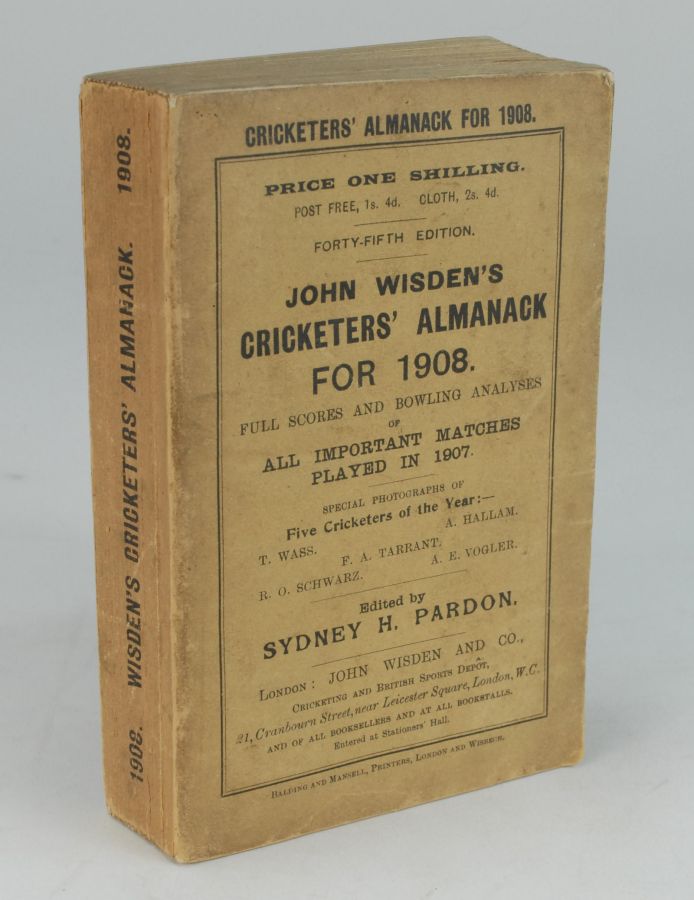 1908. WISDEN'S CRICKETERS' ALMANACK. 1908.
CRICKETERS' ALMANACK FOR 1908.
PRICE ONE SHILLING.
POST FREE, 1s. 4d. CLOTH, 2s. 4d.
FORTY-FIFTH EDITION.
JOHN WISDEN'S
CRICKETERS' ALMANACK
FOR 1908.
FULL SCORES AND BOWLING ANALYSES
OF
ALL IMPORTANT MATCHES
PLAYED IN 1907.
SPECIAL PHOTOGRAPHS OF
Five Cricketers of the Year:—
T. WASS. A. HALLAM.
F. A. TARRANT.
R. O. SCHWARZ. A. E. VOGLER.
Edited by
SYDNEY H. PARDON.
LONDON: JOHN WISDEN AND CO.,
CRICKETING AND BRITISH SPORTS DEPÔT,
21, Cranbourn Street, near Leicester Square, London, W.C.
AND OF ALL BOOKSELLERS AND AT ALL BOOKSTALLS.
Entered at Stationers' Hall.
BALDING AND MANSELL, PRINTERS, LONDON AND WISBECH.